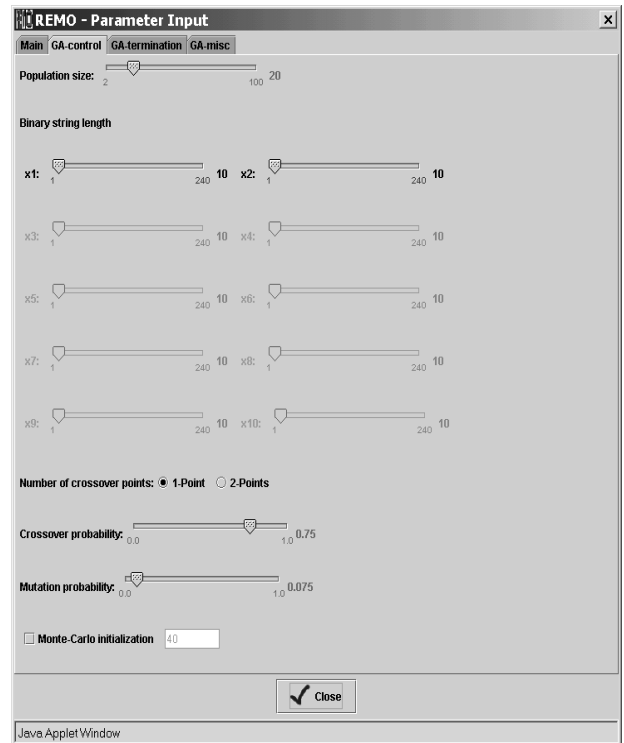 REMO - Parameter Input
Main GA-control GA-termination GA-misc
Population size: 2 100 20
Binary string length
x1: 1 240 10 x2: 1 240 10
x3: 1 240 10 x4: 1 240 10
x5: 1 240 10 x6: 1 240 10
x7: 1 240 10 x8: 1 240 10
x9: 1 240 10 x10: 1 240 10
Number of crossover points: 1-Point 2-Points
Crossover probability: 0.0 1.0 0.75
Mutation probability: 0.0 1.0 0.075
Monte-Carlo initialization 40
Close
Java Applet Window